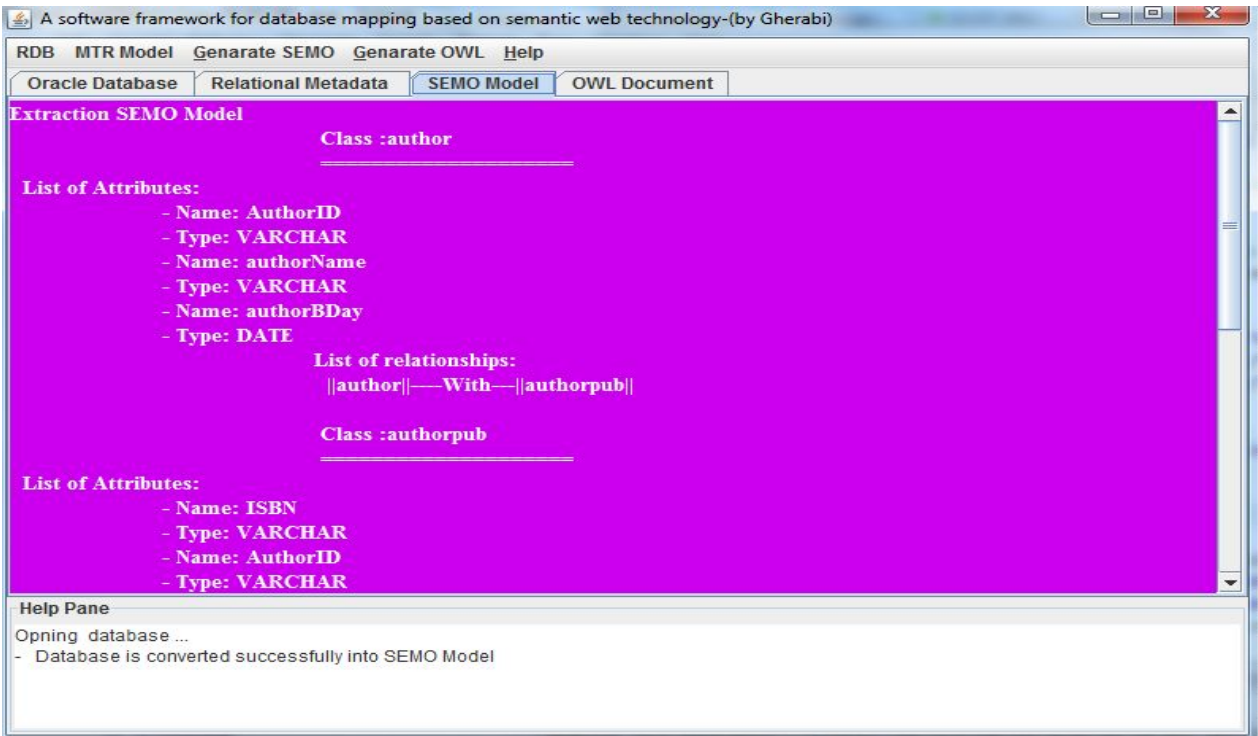 A software framework for database mapping based on semantic web technology-(by Gherabi)
RDB MTR Model Genarate SEMO Genarate OWL Help
Oracle Database Relational Metadata SEMO Model OWL Document
Extraction SEMO Model
Class :author
=========================
List of Attributes:
- Name: AuthorID
- Type: VARCHAR
- Name: authorName
- Type: VARCHAR
- Name: authorBDay
- Type: DATE
List of relationships:
||author||----With---||authorpub||
Class :authorpub
=========================
List of Attributes:
- Name: ISBN
- Type: VARCHAR
- Name: AuthorID
- Type: VARCHAR
Help Pane
Opning database ...
- Database is converted successfully into SEMO Model